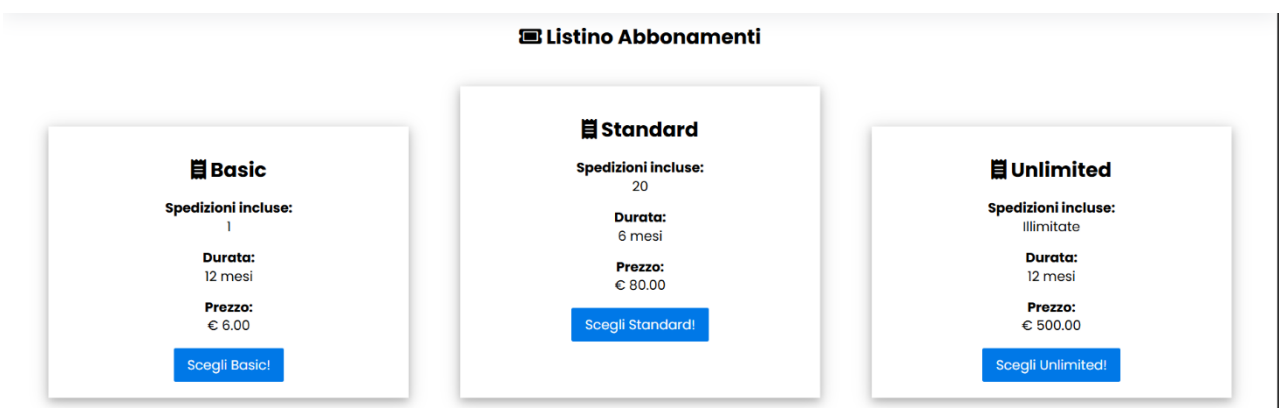 Listino Abbonamenti
Basic
Spedizioni incluse:
1
Durata:
12 mesi
Prezzo:
€ 6.00
Scegli Basic!
Standard
Spedizioni incluse:
20
Durata:
6 mesi
Prezzo:
€ 80.00
Scegli Standard!
Unlimited
Spedizioni incluse:
Illimitate
Durata:
12 mesi
Prezzo:
€ 500.00
Scegli Unlimited!